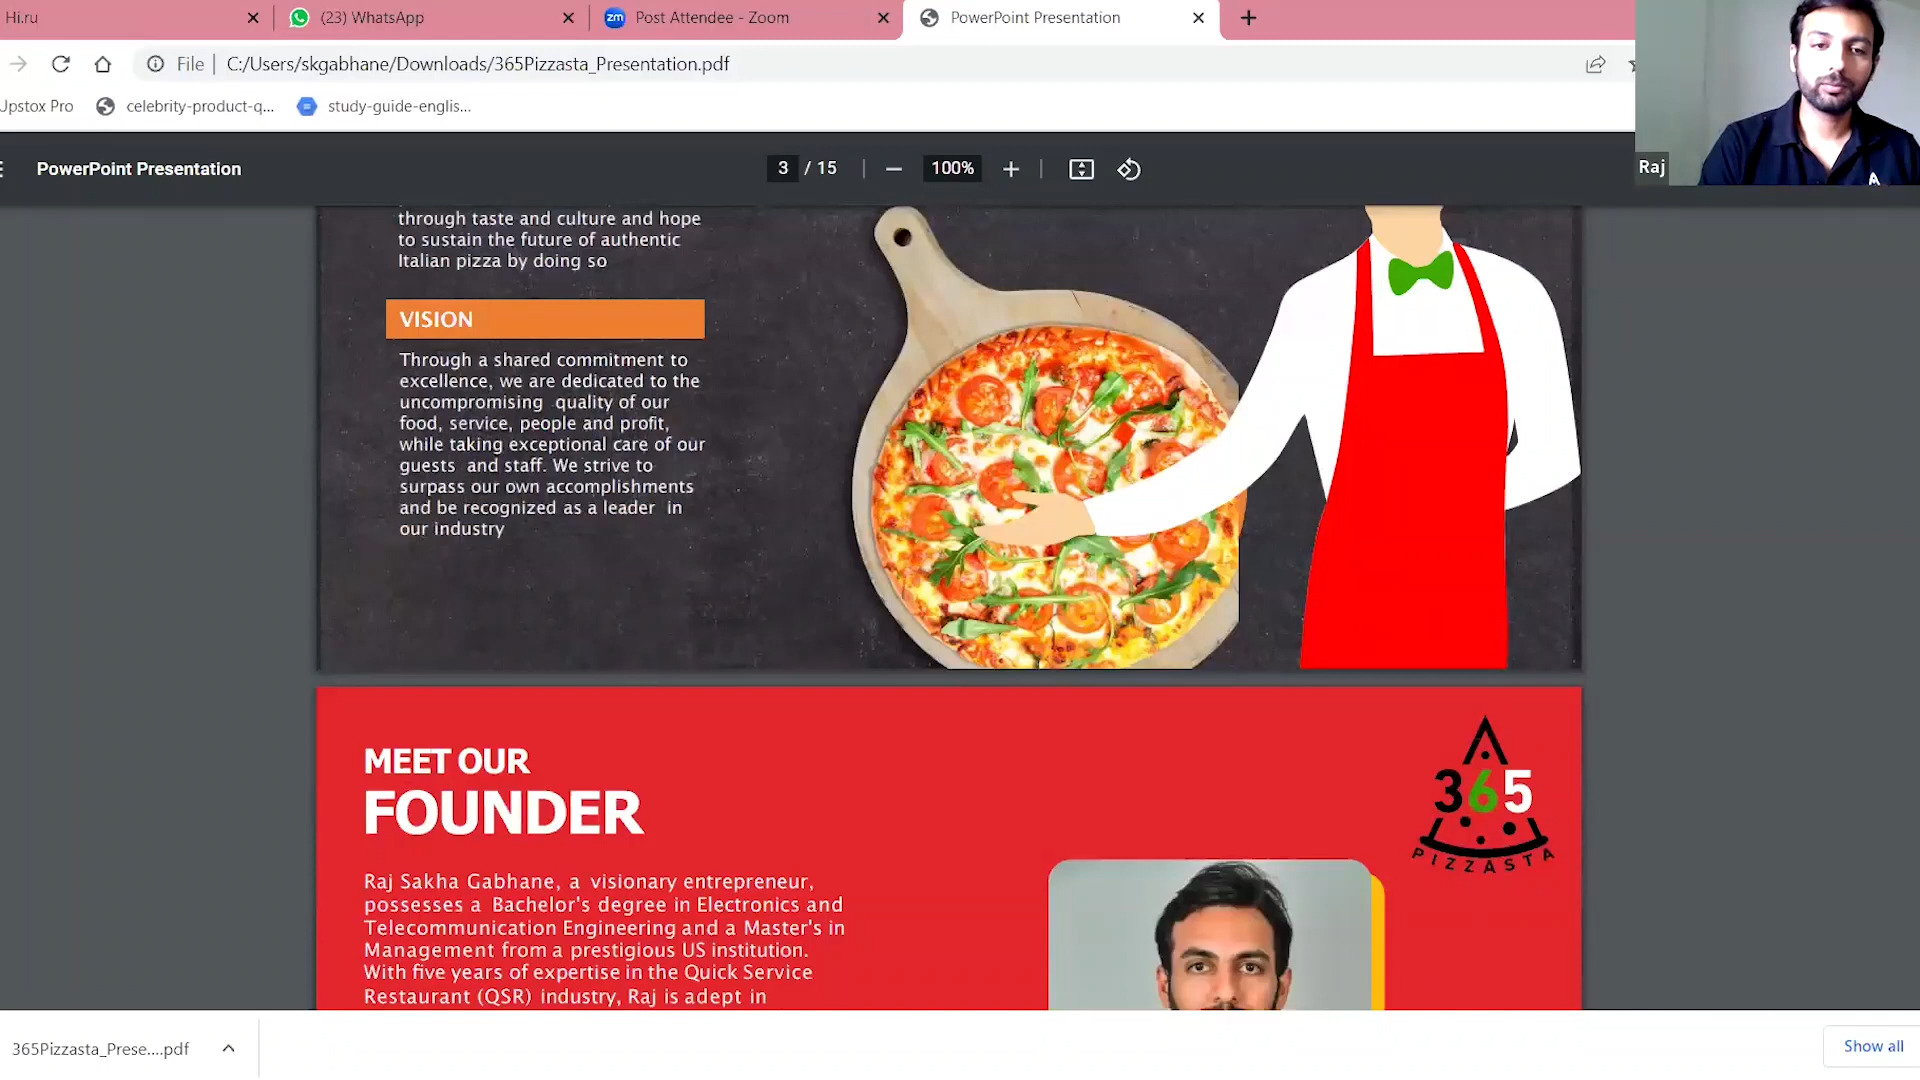 Hi.ru
(23) WhatsApp
Post Attendee - Zoom
PowerPoint Presentation
File
C:/Users/skgabhane/Downloads/365Pizzasta_Presentation.pdf
Upstox Pro
celebrity-product-q...
study-guide-englis...
PowerPoint Presentation
3 / 15
100%
Raj
through taste and culture and hope
to sustain the future of authentic
Italian pizza by doing so
VISION
Through a shared commitment to
excellence, we are dedicated to the
uncompromising quality of our
food, service, people and profit,
while taking exceptional care of our
guests and staff. We strive to
surpass our own accomplishments
and be recognized as a leader in
our industry
MEET OUR
FOUNDER
365
PIZZASTA
Raj Sakha Gabhane, a visionary entrepreneur,
possesses a Bachelor's degree in Electronics and
Telecommunication Engineering and a Master's in
Management from a prestigious US institution.
With five years of expertise in the Quick Service
Restaurant (QSR) industry, Raj is adept in
365Pizzasta_Prese....pdf
Show all